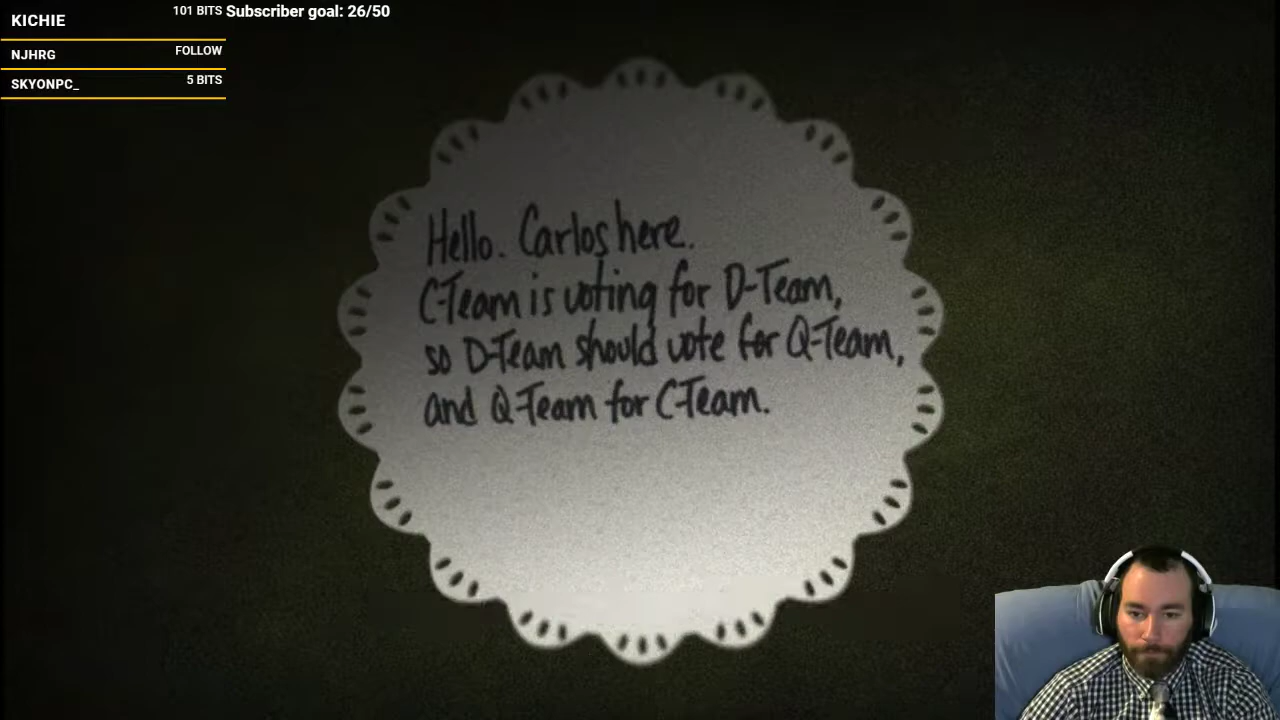 KICHIE 101 BITS
Subscriber goal: 26/50
NJHRG FOLLOW
SKYONPC_ 5 BITS
Hello. Carlos here.
C-Team is voting for D-Team,
so D-Team should vote for Q-Team,
and Q-Team for C-Team.